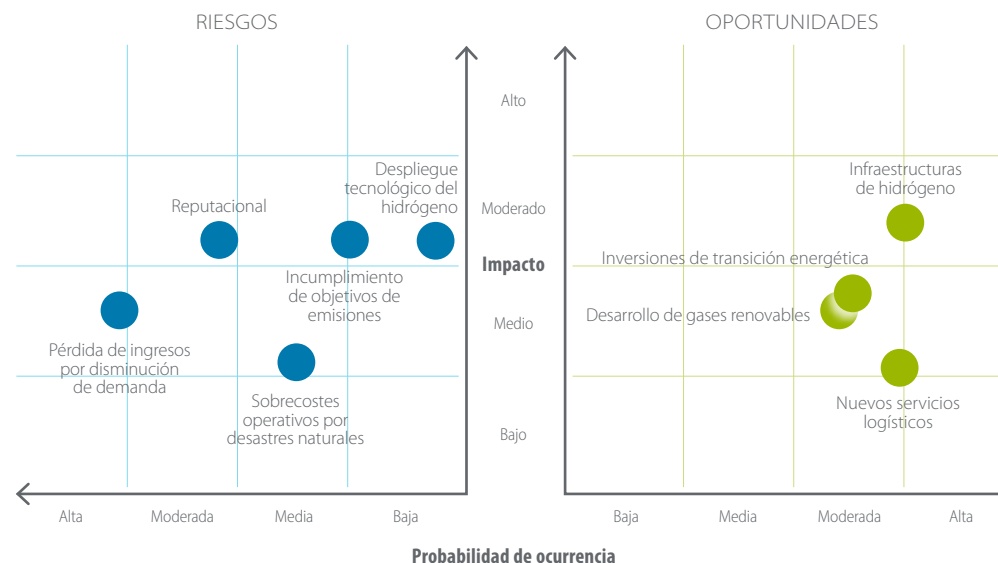 RIESGOS
OPORTUNIDADES
Alto
Moderado
Impacto
Medio
Bajo
Despliegue
tecnológico del
hidrógeno
Reputacional
Incumplimiento
de objetivos de
emisiones
Pérdida de ingresos
por disminución
de demanda
Sobrecostes
operativos por
desastres naturales
Infraestructuras
de hidrógeno
Inversiones de transición energética
Desarrollo de gases renovables
Nuevos servicios
logísticos
Alta
Moderada
Media
Baja
Baja
Media
Moderada
Alta
Probabilidad de ocurrencia